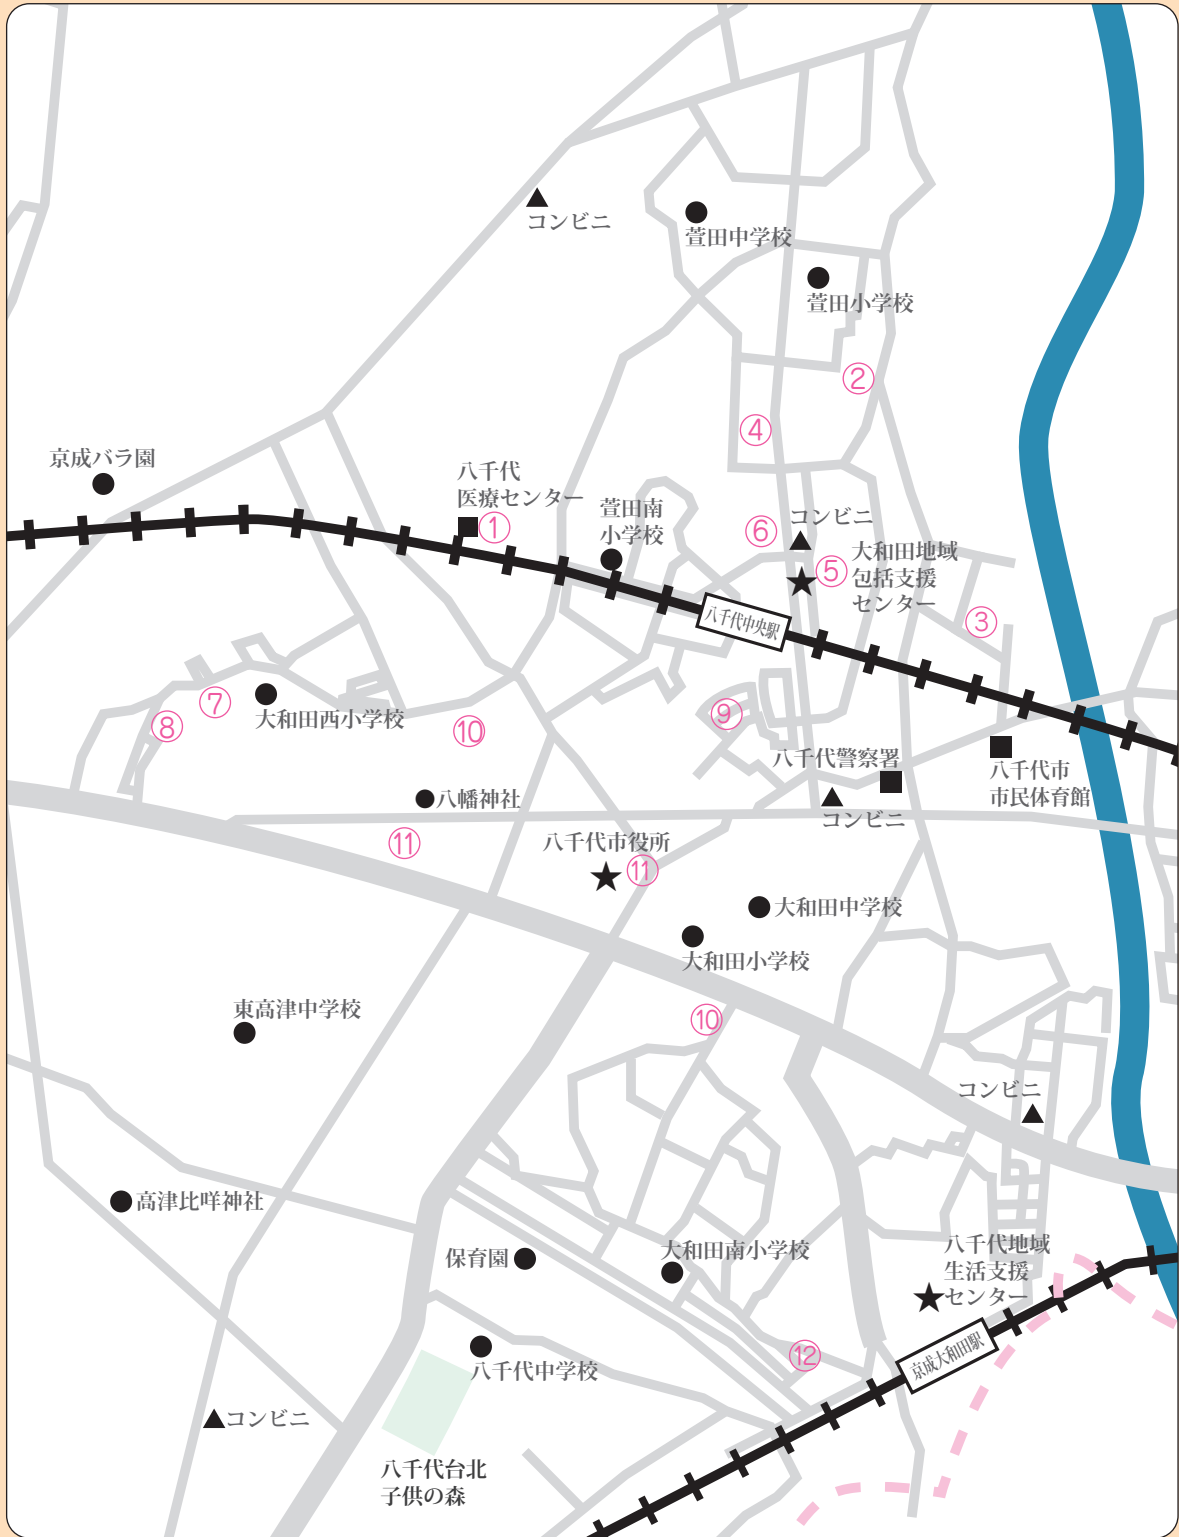 コンビニ
萱田中学校
萱田小学校
②
④
京成バラ園
八千代
医療センター
①
萱田南
小学校
⑥
コンビニ
⑤
大和田地域
包括支援
センター
③
八千代中央駅
⑦
⑧
大和田西小学校
⑩
⑨
八千代警察署
八千代市
市民体育館
八幡神社
コンビニ
⑪
八千代市役所
⑪
大和田中学校
大和田小学校
東高津中学校
⑩
コンビニ
高津比咩神社
保育園
大和田南小学校
八千代地域
生活支援
センター
⑫
京成大和田駅
八千代中学校
コンビニ
八千代台北
子供の森